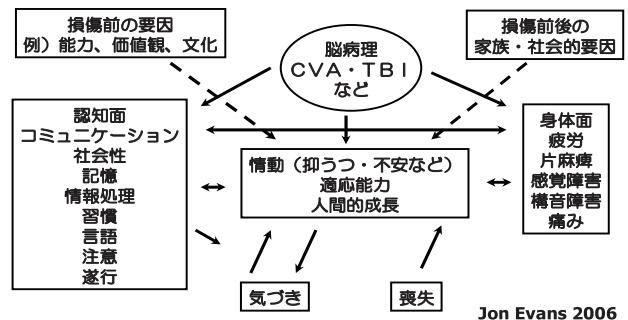 損傷前の要因
例）能力、価値観、文化
脳病理
CVA・TBI
など
損傷前後の
家族・社会的要因
認知面
コミュニケーション
社会性
記憶
情報処理
習慣
言語
注意
遂行
情動（抑うつ・不安など）
適応能力
人間的成長
身体面
疲労
片麻痺
感覚障害
構音障害
痛み
気づき
喪失
Jon Evans 2006